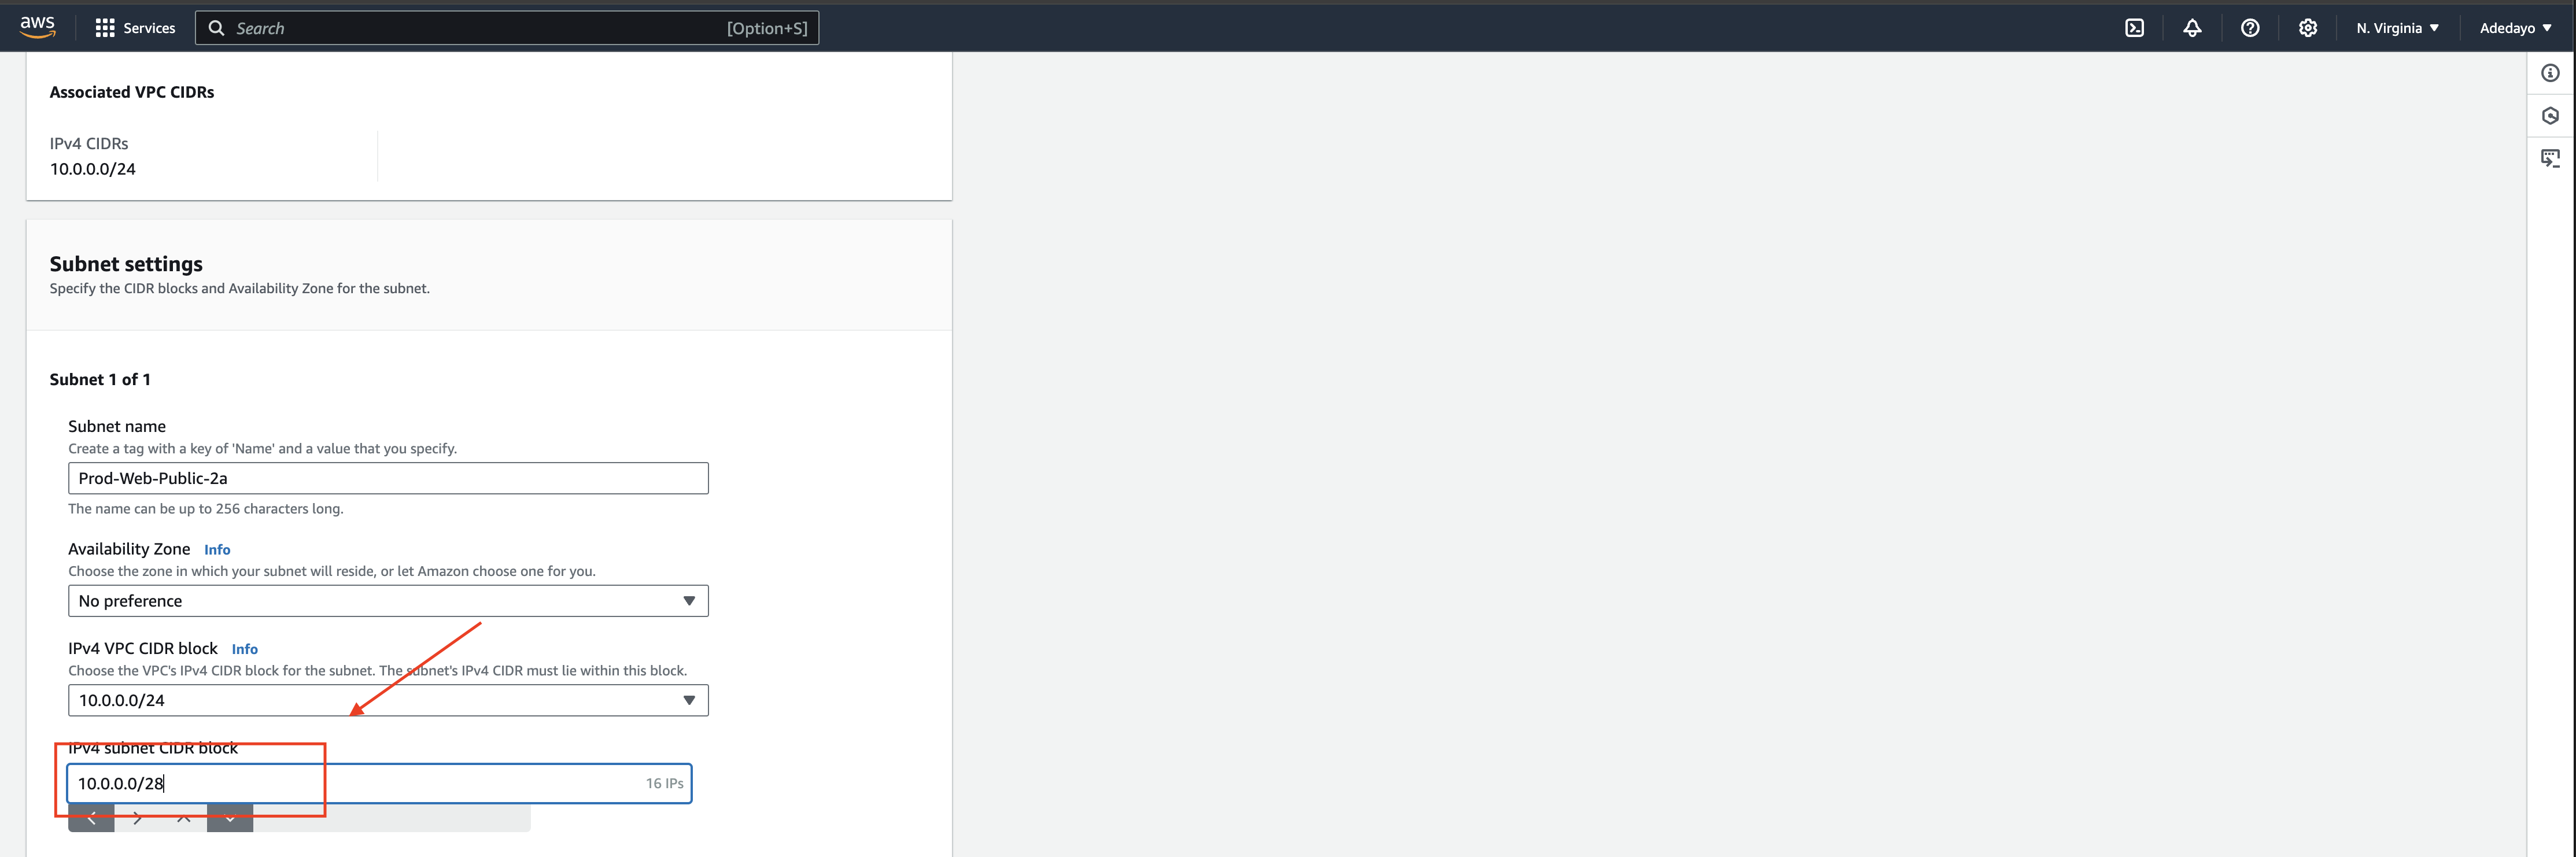 aws
Services
Search
[Option+S]
N. Virginia
Adedayo
Associated VPC CIDRs
IPv4 CIDRs
10.0.0.0/24
Subnet settings
Specify the CIDR blocks and Availability Zone for the subnet.
Subnet 1 of 1
Subnet name
Create a tag with a key of 'Name' and a value that you specify.
Prod-Web-Public-2a
The name can be up to 256 characters long.
Availability Zone Info
Choose the zone in which your subnet will reside, or let Amazon choose one for you.
No preference
IPv4 VPC CIDR block Info
Choose the VPC's IPv4 CIDR block for the subnet. The subnet's IPv4 CIDR must lie within this block.
10.0.0.0/24
IPv4 subnet CIDR block
10.0.0.0/28
16 IPs